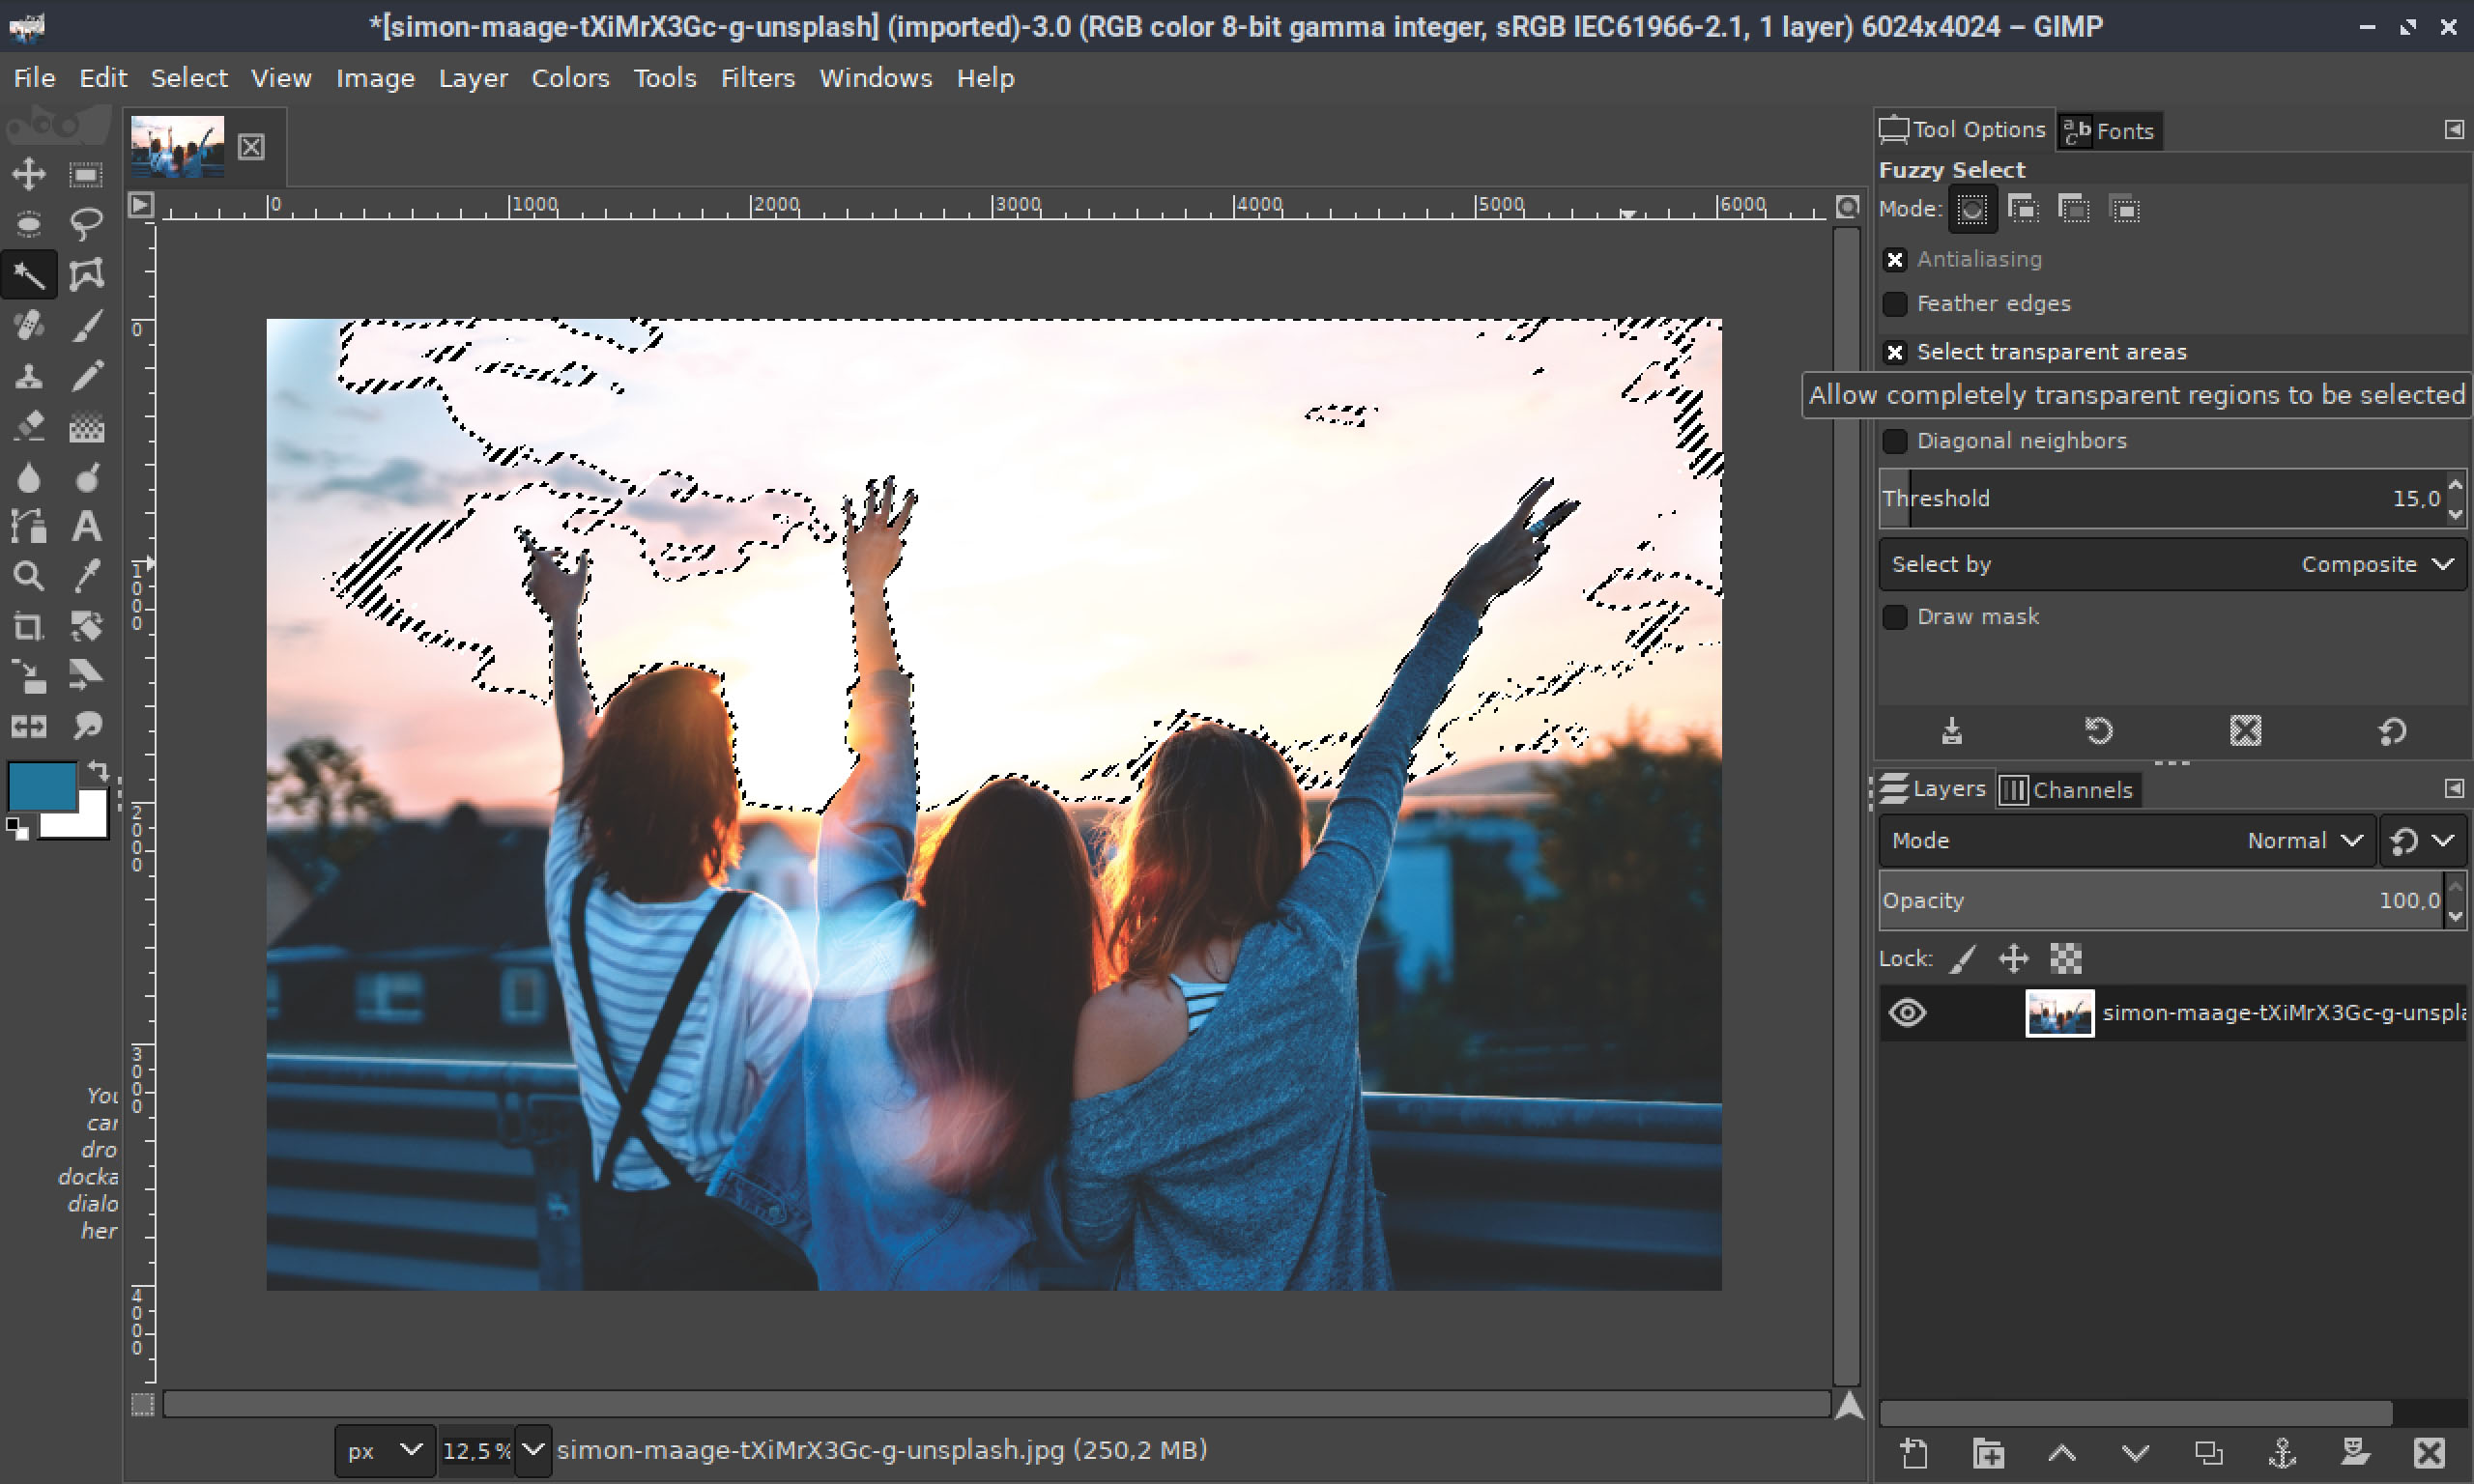 *[simon-maage-tXiMrX3Gc-g-unsplash] (imported)-3.0 (RGB color 8-bit gamma integer, sRGB IEC61966-2.1, 1 layer) 6024x4024 – GIMP
File Edit Select View Image Layer Colors Tools Filters Windows Help
Tool Options
Fonts
Fuzzy Select
Mode:
Antialiasing
Feather edges
Select transparent areas
Allow completely transparent regions to be selected
Diagonal neighbors
Threshold 15,0
Select by Composite
Draw mask
0 1000 2000 3000 4000 5000 6000
0
1000
2000
3000
4000
You
can
dro
docka
dialo
her
Layers
Channels
Mode Normal
Opacity 100,0
Lock:
simon-maage-tXiMrX3Gc-g-unspla
px 12,5 % simon-maage-tXiMrX3Gc-g-unsplash.jpg (250,2 MB)